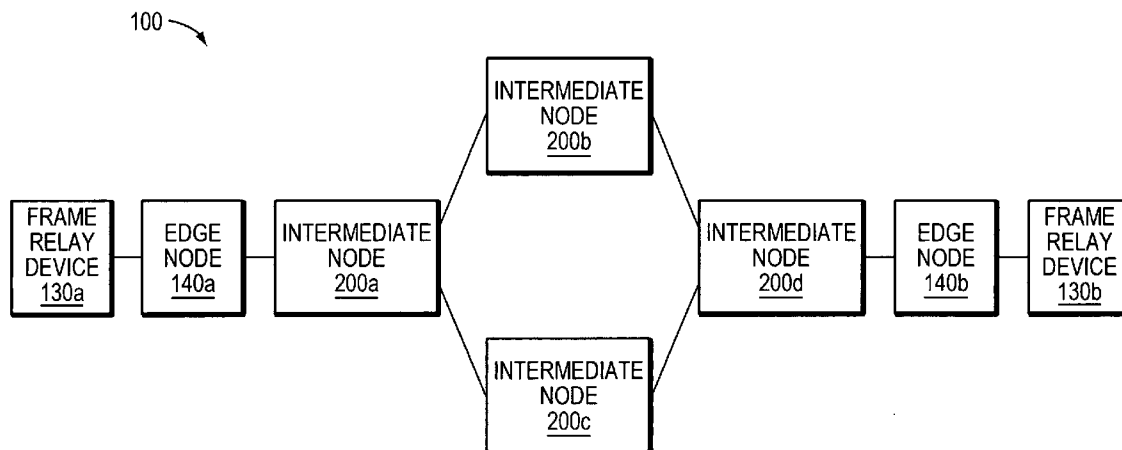 100
INTERMEDIATE
NODE
200b
FRAME
RELAY
DEVICE
130a
EDGE
NODE
140a
INTERMEDIATE
NODE
200a
INTERMEDIATE
NODE
200d
EDGE
NODE
140b
FRAME
RELAY
DEVICE
130b
INTERMEDIATE
NODE
200c